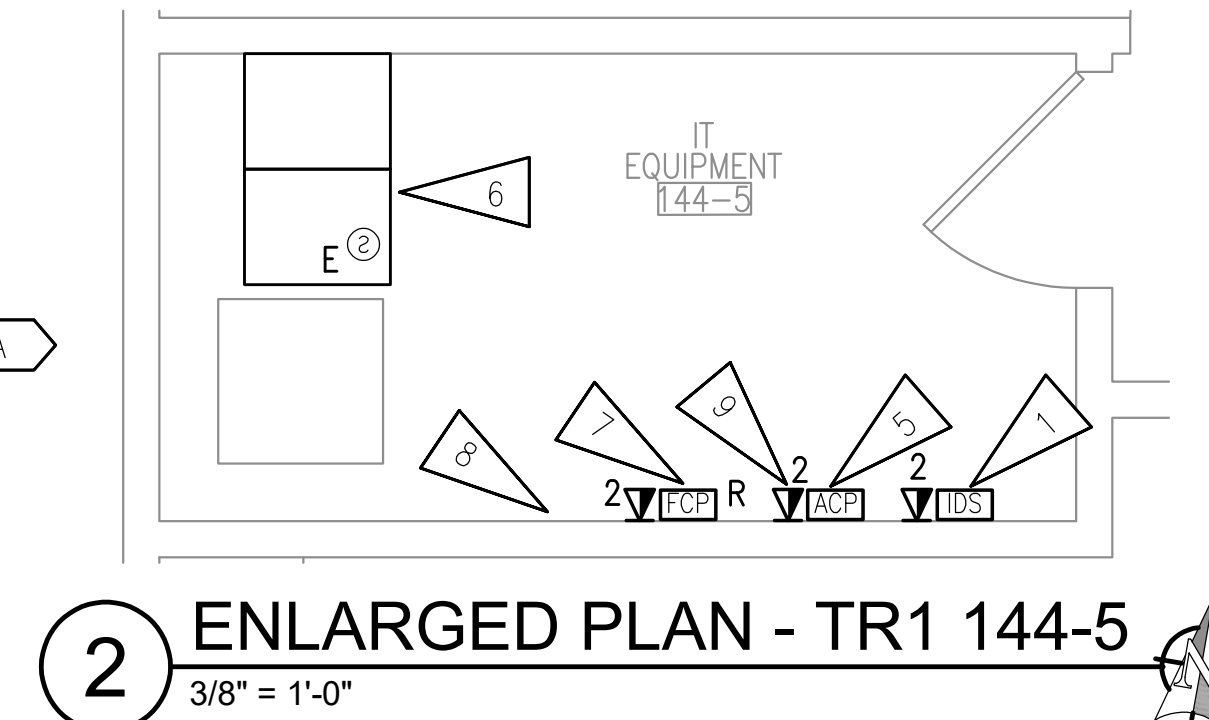 IT
EQUIPMENT
144-5
6
E 2
A
8
7
9
5
1
2 FCP R 2 ACP 2 IDS
2 ENLARGED PLAN - TR1 144-5
3/8" = 1'-0"
N